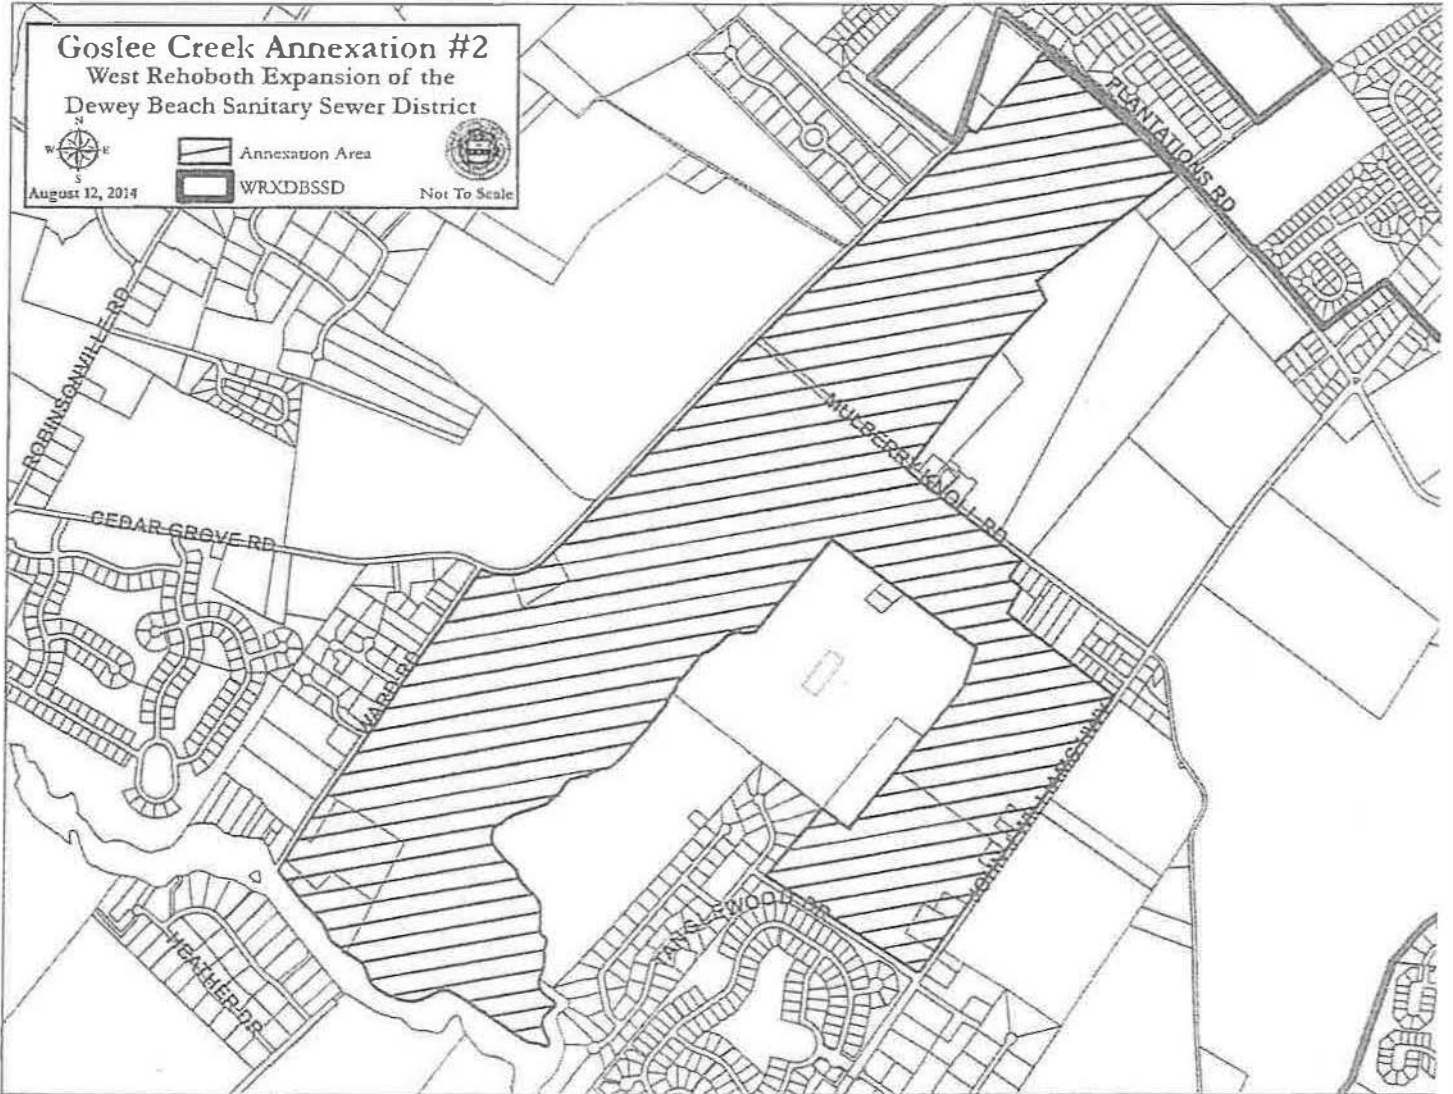 Goslee Creek Annexation #2
West Rehoboth Expansion of the
Dewey Beach Sanitary Sewer District
N
W E
S
Annexation Area
WRXDBSSD
August 12, 2014
Not To Scale
PLANTATIONS RD
ROBINSONVILLE RD
MULBERRY KNOLL RD
CEDAR GROVE RD
WARD RD
TANGLEWOOD DR
HEATHER DR